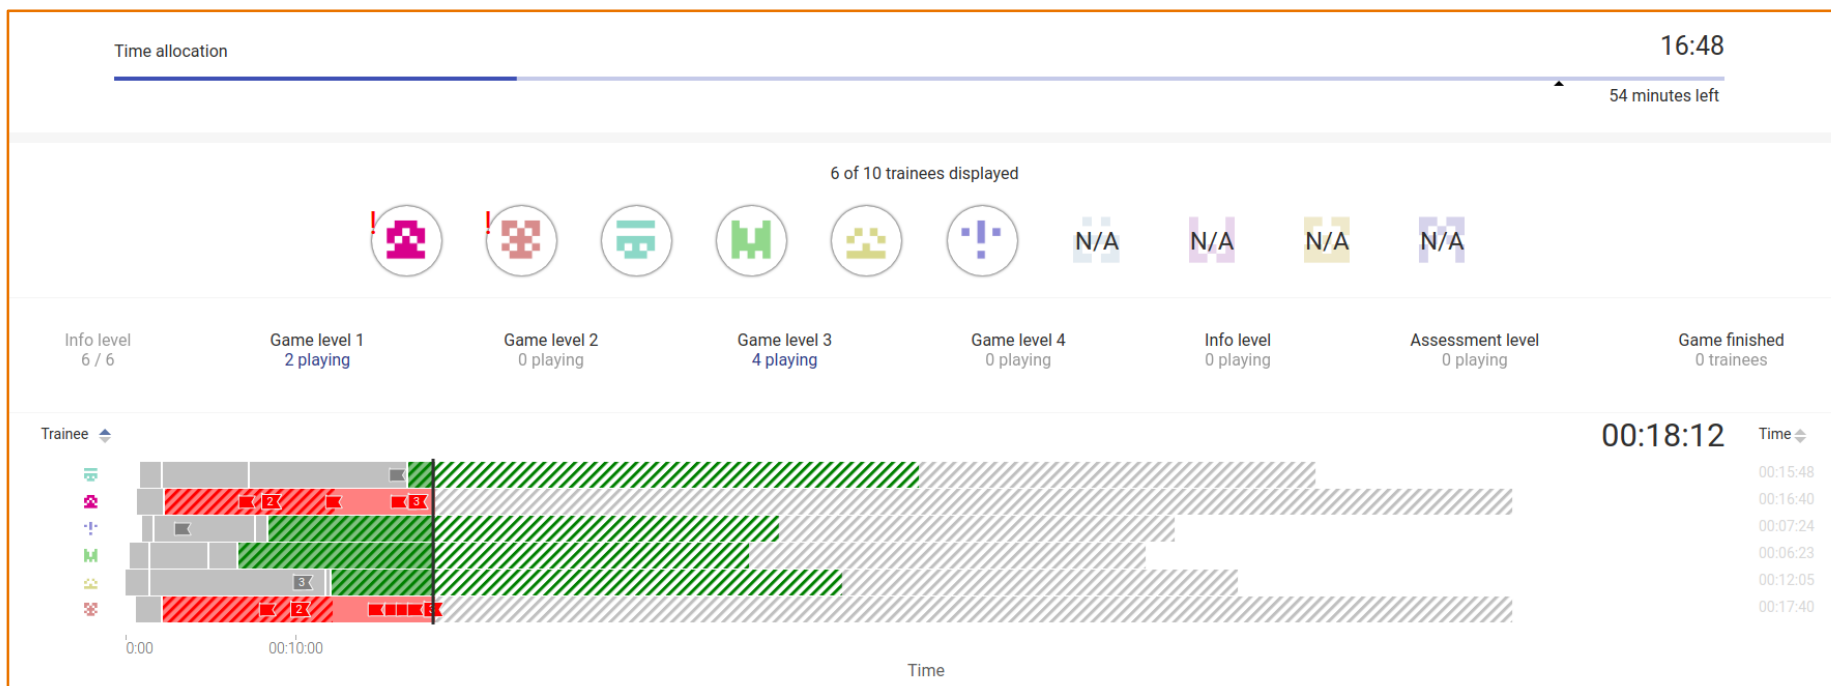 Time allocation
16:48
54 minutes left
6 of 10 trainees displayed
!
!
N/A
N/A
N/A
N/A
Info level
6 / 6
Game level 1
2 playing
Game level 2
0 playing
Game level 3
4 playing
Game level 4
0 playing
Info level
0 playing
Assessment level
0 playing
Game finished
0 trainees
Trainee
00:18:12
Time
00:15:48
2
3
00:16:40
00:07:24
00:06:23
3
00:12:05
2
00:17:40
0:00
00:10:00
Time